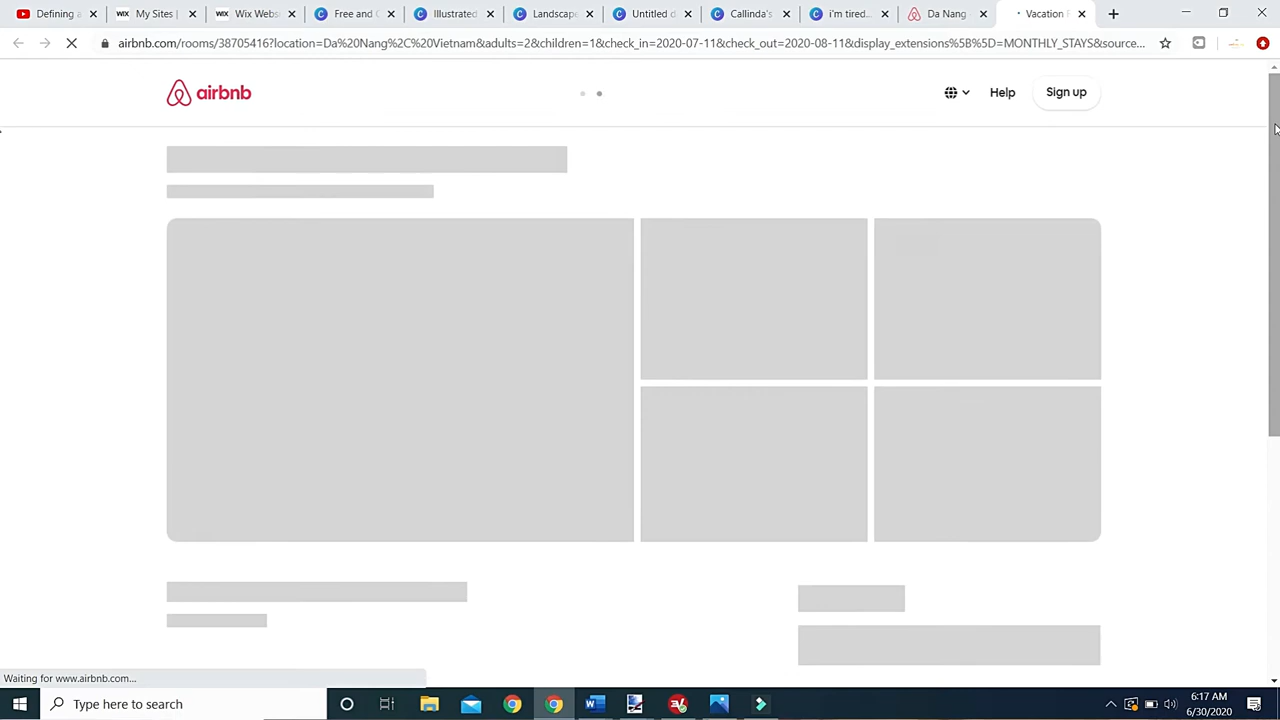 Defining a
WIX My Sites |
WIX Wix Websi
C Free and C
C Illustrated
C Landscape
C Untitled d
C Callinda's
C i'm tired...
Da Nang
Vacation F
airbnb.com/rooms/38705416?location=Da%20Nang%2C%20Vietnam&adults=2&children=1&check_in=2020-07-11&check_out=2020-08-11&display_extensions%5B%5D=MONTHLY_STAYS&source...
airbnb
Help
Sign up
Waiting for www.airbnb.com...
Type here to search
6:17 AM
6/30/2020